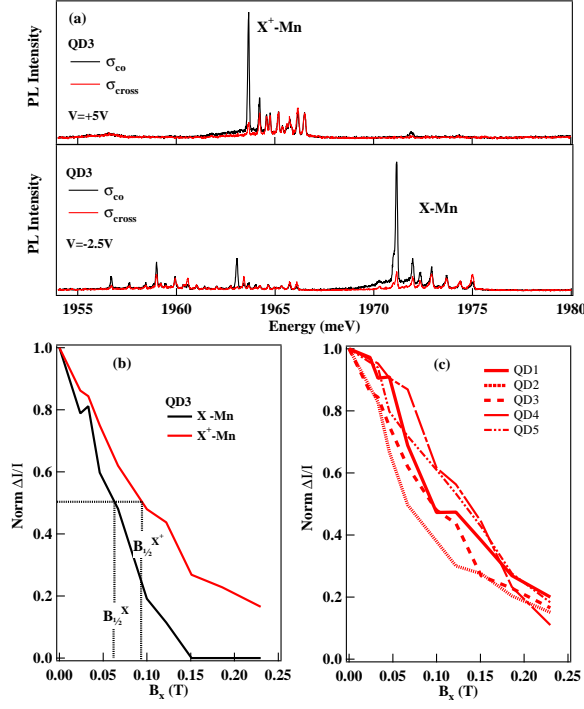 (a)
X⁺-Mn
QD3
σco
σcross
V=+5V
PL Intensity
QD3
σco
σcross
V=-2.5V
X-Mn
PL Intensity
1955 1960 1965 1970 1975 1980
Energy (meV)
(b)
QD3
X -Mn
X⁺-Mn
B½ X⁺
B½ X
Norm ΔI/I
1.0
0.8
0.6
0.4
0.2
0.0
0.00 0.05 0.10 0.15 0.20 0.25
Bx (T)
(c)
QD1
QD2
QD3
QD4
QD5
Norm ΔI/I
1.0
0.8
0.6
0.4
0.2
0.0
0.00 0.05 0.10 0.15 0.20 0.25
Bx (T)